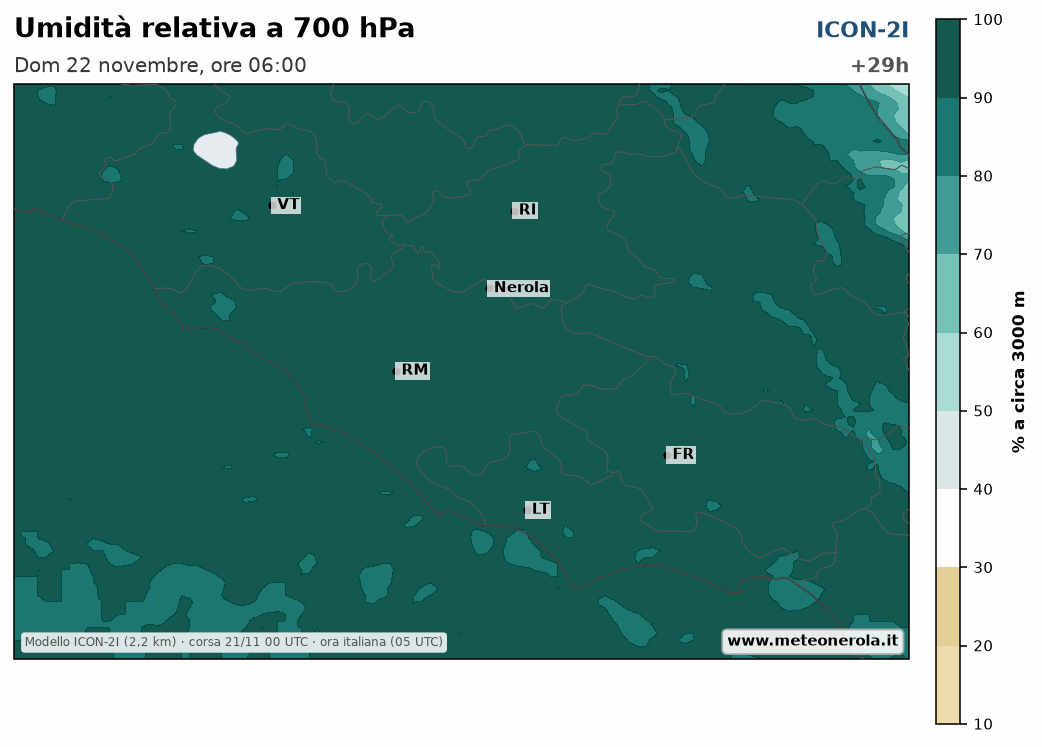 Umidità relativa a 700 hPa
ICON-2I
Dom 22 novembre, ore 06:00
+29h
100
90
80
70
60
50
40
30
20
10
% a circa 3000 m
VT
RI
Nerola
RM
FR
LT
Modello ICON-2I (2,2 km) · corsa 21/11 00 UTC · ora italiana (05 UTC)
www.meteonerola.it